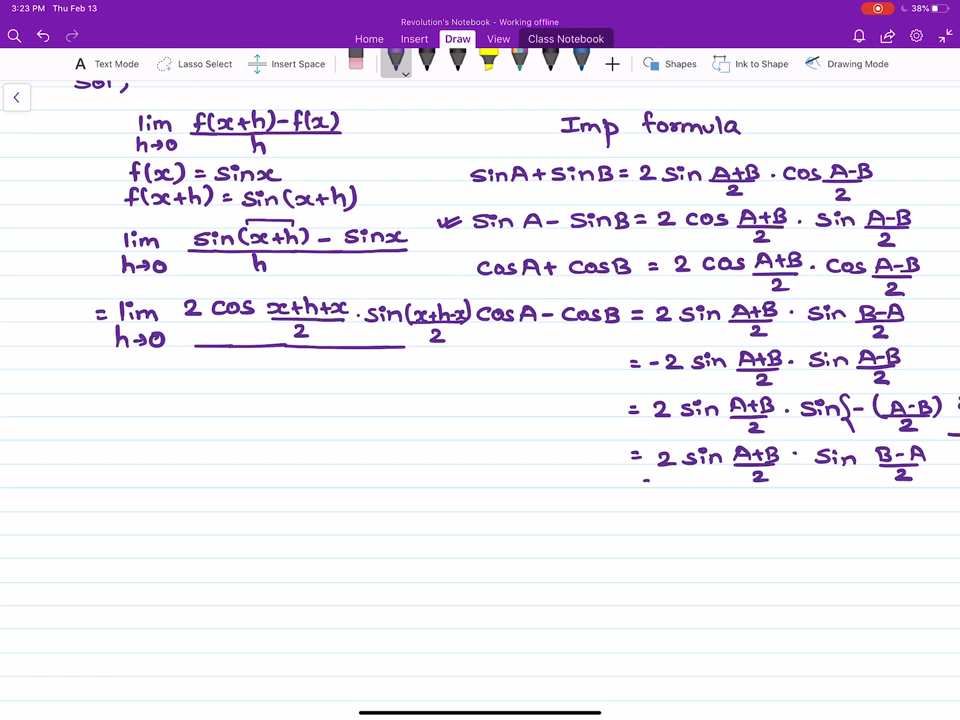 3:23 PM Thu Feb 13
38%
Revolution's Notebook - Working offline
Home Insert Draw View Class Notebook
Text Mode Lasso Select Insert Space Shapes Ink to Shape Drawing Mode
Sol,
lim h→0 f(x+h)-f(x) / h
f(x) = sinx
f(x+h) = sin(x+h)
lim h→0 sin(x+h) - sinx / h
= lim h→0 2 cos x+h+x / 2 . sin(x+h-x) / 2
Imp formula
sinA + sinB = 2 sin A+B / 2 . cos A-B / 2
sin A - sinB = 2 cos A+B / 2 . sin A-B / 2
cosA + cosB = 2 cos A+B / 2 . cos A-B / 2
cosA - cosB = 2 sin A+B / 2 . sin B-A / 2
= -2 sin A+B / 2 . sin A-B / 2
= 2 sin A+B / 2 . sin{- (A-B) / 2
= 2 sin A+B / 2 . sin B-A / 2